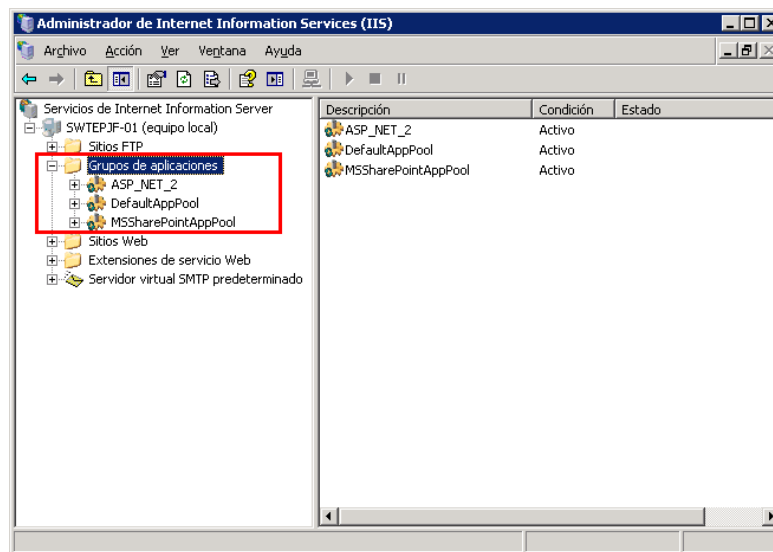 Administrador de Internet Information Services (IIS)
Archivo Acción Ver Ventana Ayuda
Servicios de Internet Information Server
SWTEPJF-01 (equipo local)
Sitios FTP
Grupos de aplicaciones
ASP_NET_2
DefaultAppPool
MSSharePointAppPool
Sitios Web
Extensiones de servicio Web
Servidor virtual SMTP predeterminado
Descripción Condición Estado
ASP_NET_2 Activo
DefaultAppPool Activo
MSSharePointAppPool Activo